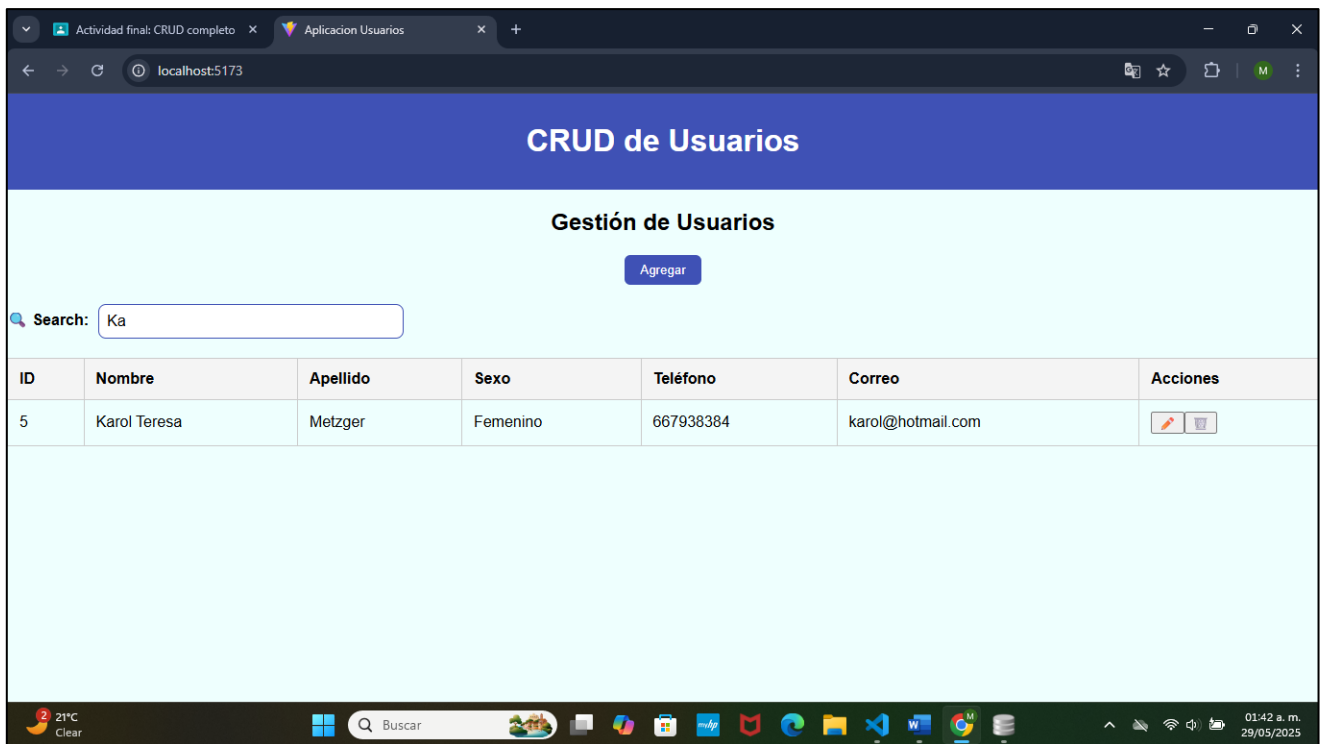 Actividad final: CRUD completo
Aplicacion Usuarios
localhost:5173
M
CRUD de Usuarios
Gestión de Usuarios
Agregar
Search: Ka
ID Nombre Apellido Sexo Teléfono Correo Acciones
5 Karol Teresa Metzger Femenino 667938384 karol@hotmail.com
2 21°C
Clear
Buscar
myhp
W
M
01:42 a. m.
29/05/2025